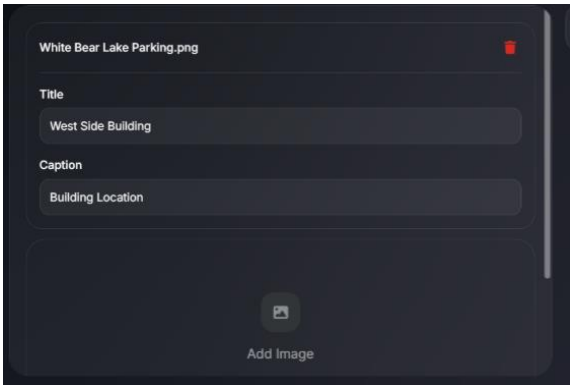 White Bear Lake Parking.png
Title
West Side Building
Caption
Building Location
Add Image